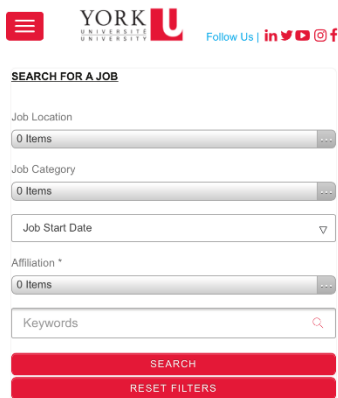 YORK U
UNIVERSITÉ
UNIVERSITY
Follow Us |
SEARCH FOR A JOB
Job Location
0 Items
...
Job Category
0 Items
...
Job Start Date
Affiliation *
0 Items
...
Keywords
SEARCH
RESET FILTERS